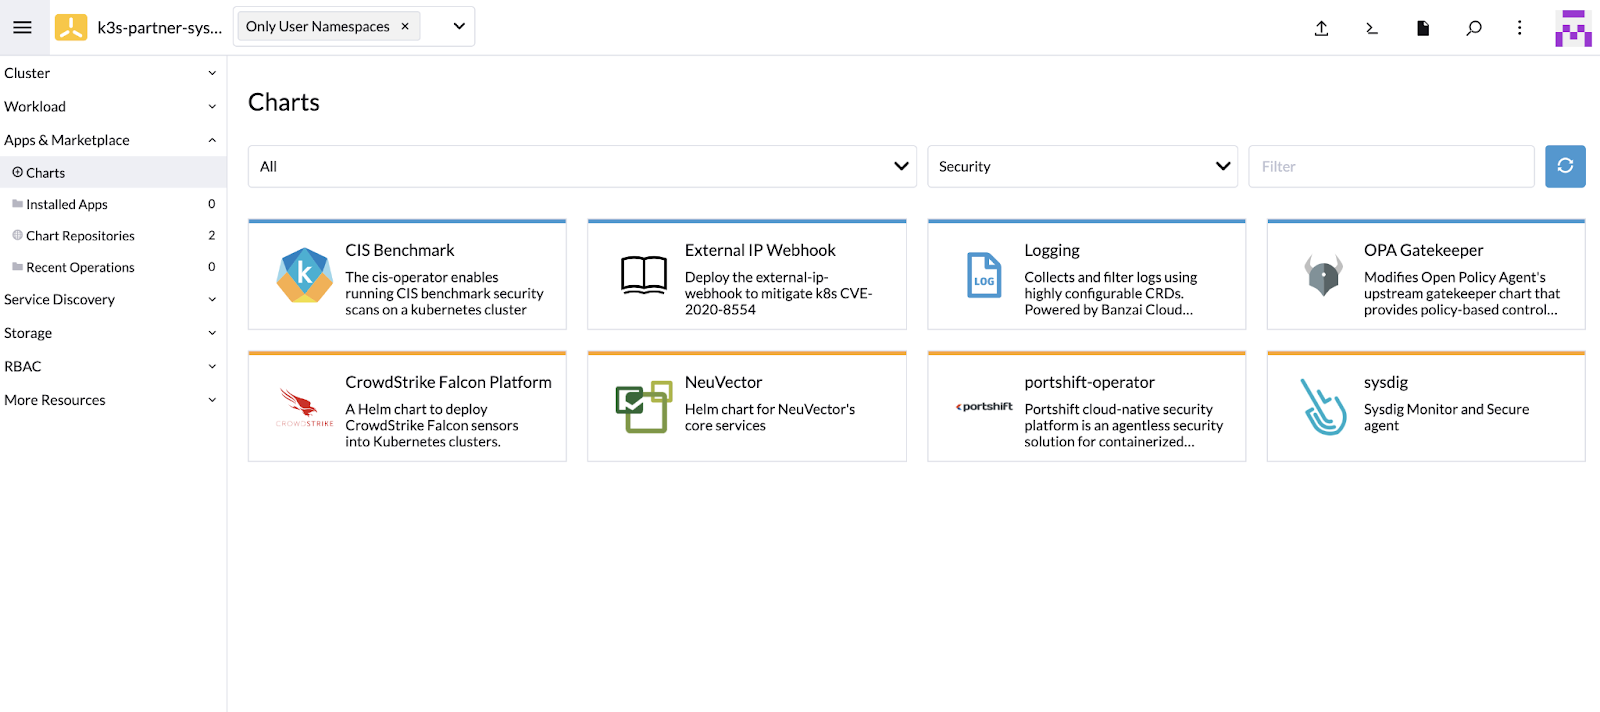 k3s-partner-sys...
Only User Namespaces ×
Cluster
Workload
Apps & Marketplace
Charts
Installed Apps 0
Chart Repositories 2
Recent Operations 0
Service Discovery
Storage
RBAC
More Resources
Charts
All
Security
Filter
CIS Benchmark
The cis-operator enables
running CIS benchmark security
scans on a kubernetes cluster
External IP Webhook
Deploy the external-ip-
webhook to mitigate k8s CVE-
2020-8554
LOG
Logging
Collects and filter logs using
highly configurable CRDs.
Powered by Banzai Cloud...
OPA Gatekeeper
Modifies Open Policy Agent's
upstream gatekeeper chart that
provides policy-based control...
CROWDSTRIKE
CrowdStrike Falcon Platform
A Helm chart to deploy
CrowdStrike Falcon sensors
into Kubernetes clusters.
NeuVector
Helm chart for NeuVector's
core services
portshift
portshift-operator
Portshift cloud-native security
platform is an agentless security
solution for containerized...
sysdig
Sysdig Monitor and Secure
agent